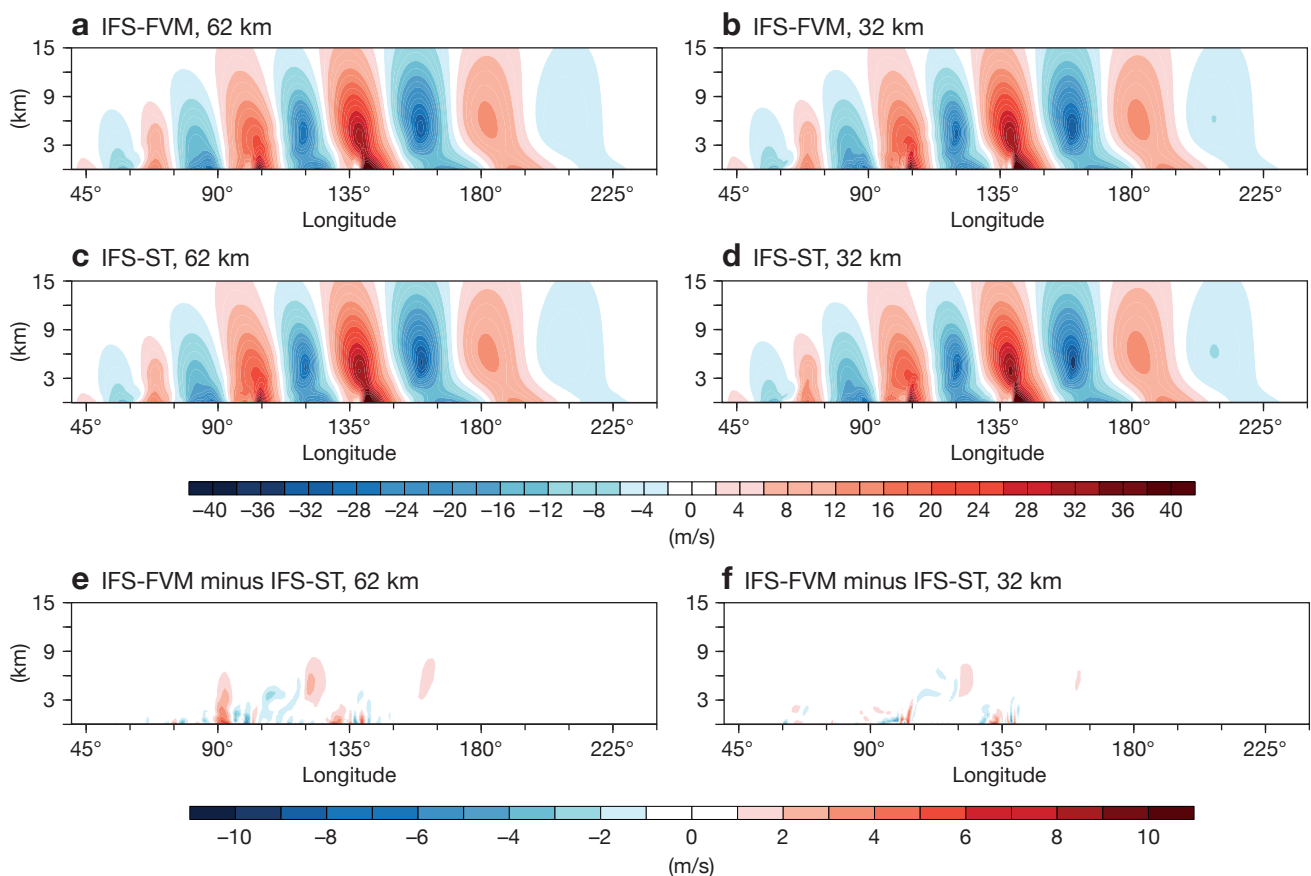 a IFS-FVM, 62 km
b IFS-FVM, 32 km
15
9
3
(km)
45° 90° 135° 180° 225°
Longitude
15
9
3
(km)
45° 90° 135° 180° 225°
Longitude
c IFS-ST, 62 km
d IFS-ST, 32 km
15
9
3
(km)
45° 90° 135° 180° 225°
Longitude
15
9
3
(km)
45° 90° 135° 180° 225°
Longitude
−40 −36 −32 −28 −24 −20 −16 −12 −8 −4 0 4 8 12 16 20 24 28 32 36 40
(m/s)
e IFS-FVM minus IFS-ST, 62 km
f IFS-FVM minus IFS-ST, 32 km
15
9
3
(km)
45° 90° 135° 180° 225°
Longitude
15
9
3
(km)
45° 90° 135° 180° 225°
Longitude
−10 −8 −6 −4 −2 0 2 4 6 8 10
(m/s)